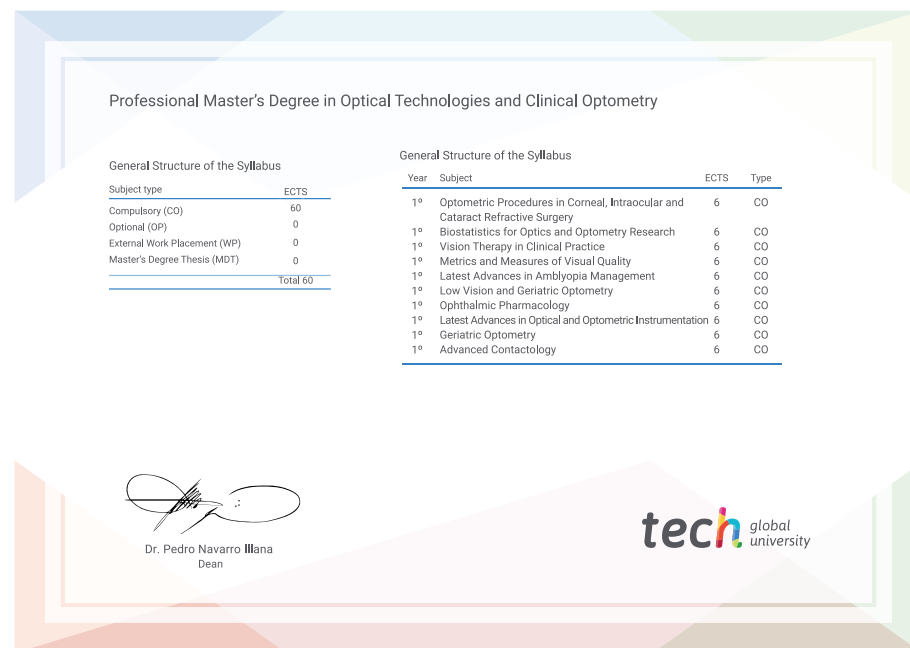 Professional Master's Degree in Optical Technologies and Clinical Optometry
General Structure of the Syllabus
Subject type ECTS
Compulsory (CO) 60
Optional (OP) 0
External Work Placement (WP) 0
Master's Degree Thesis (MDT) 0
Total 60
General Structure of the Syllabus
Year Subject ECTS Type
1º Optometric Procedures in Corneal, Intraocular and 6 CO
Cataract Refractive Surgery
1º Biostatistics for Optics and Optometry Research 6 CO
1º Vision Therapy in Clinical Practice 6 CO
1º Metrics and Measures of Visual Quality 6 CO
1º Latest Advances in Amblyopia Management 6 CO
1º Low Vision and Geriatric Optometry 6 CO
1º Ophthalmic Pharmacology 6 CO
1º Latest Advances in Optical and Optometric Instrumentation 6 CO
1º Geriatric Optometry 6 CO
1º Advanced Contactology 6 CO
Dr. Pedro Navarro Illana
Dean
tech global
university